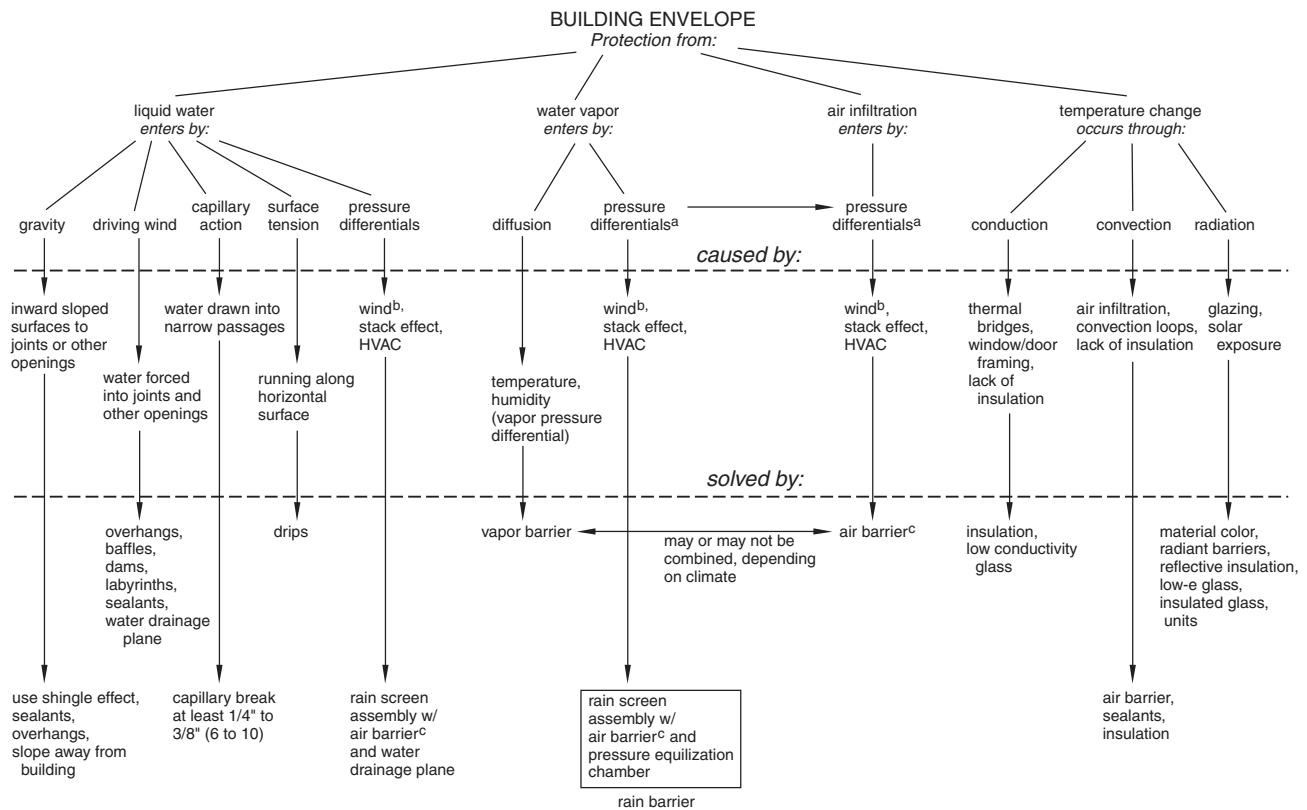 BUILDING ENVELOPE
Protection from:
liquid water
enters by:
water vapor
enters by:
air infiltration
enters by:
temperature change
occurs through:
gravity
driving wind
capillary
action
surface
tension
pressure
differentials
diffusion
pressure
differentialsᵃ
pressure
differentialsᵃ
conduction
convection
radiation
caused by:
inward sloped
surfaces to
joints or other
openings
water forced
into joints and
other openings
water drawn into
narrow passages
running along
horizontal
surface
windᵇ,
stack effect,
HVAC
temperature,
humidity
(vapor pressure
differential)
windᵇ,
stack effect,
HVAC
windᵇ,
stack effect,
HVAC
thermal
bridges,
window/door
framing,
lack of
insulation
air infiltration,
convection loops,
lack of insulation
glazing,
solar
exposure
solved by:
overhangs,
baffles,
dams,
labyrinths,
sealants,
water drainage
plane
drips
vapor barrier
may or may not be
combined, depending
on climate
air barrierᶜ
insulation,
low conductivity
glass
material color,
radiant barriers,
reflective insulation,
low-e glass,
insulated glass,
units
use shingle effect,
sealants,
overhangs,
slope away from
building
capillary break
at least 1/4" to
3/8" (6 to 10)
rain screen
assembly w/
air barrierᶜ
and water
drainage plane
rain screen
assembly w/
air barrierᶜ and
pressure equilization
chamber
rain barrier
air barrier,
sealants,
insulation